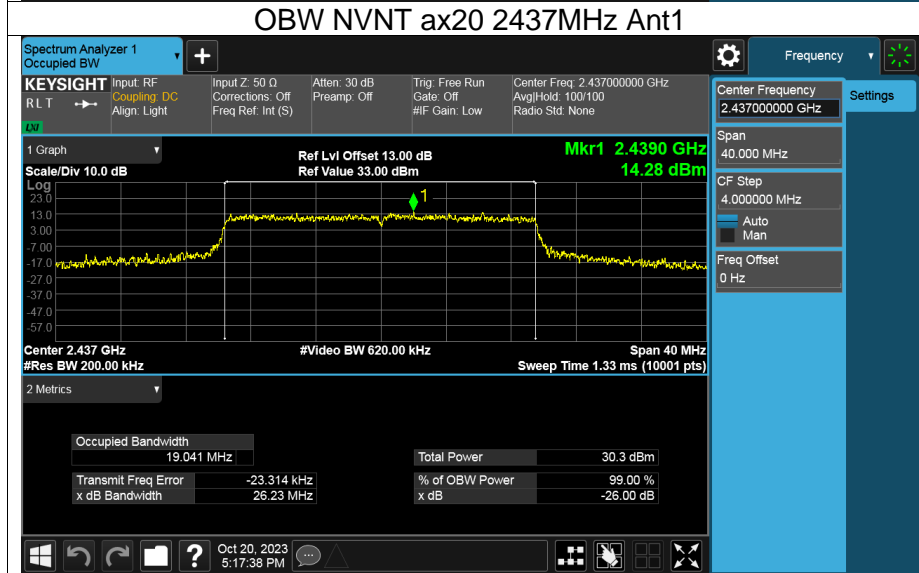 OBW NVNT ax20 2437MHz Ant1
Spectrum Analyzer 1
Occupied BW
Frequency
KEYSIGHT
R L T
LXI
Input: RF
Coupling: DC
Align: Light
Input Z: 50 Ω
Corrections: Off
Freq Ref: Int (S)
Atten: 30 dB
Preamp: Off
Trig: Free Run
Gate: Off
#IF Gain: Low
Center Freq: 2.437000000 GHz
Avg|Hold: 100/100
Radio Std: None
Center Frequency
2.437000000 GHz
Settings
Span
40.000 MHz
CF Step
4.000000 MHz
Auto
Man
Freq Offset
0 Hz
1 Graph
Scale/Div 10.0 dB
Ref Lvl Offset 13.00 dB
Ref Value 33.00 dBm
Mkr1 2.4390 GHz
14.28 dBm
Log
23.0
13.0
3.00
-7.00
-17.0
-27.0
-37.0
-47.0
-57.0
1
Center 2.437 GHz
#Video BW 620.00 kHz
Span 40 MHz
#Res BW 200.00 kHz
Sweep Time 1.33 ms (10001 pts)
2 Metrics
Occupied Bandwidth
19.041 MHz
Total Power 30.3 dBm
Transmit Freq Error -23.314 kHz
% of OBW Power 99.00 %
x dB Bandwidth 26.23 MHz
x dB -26.00 dB
?
Oct 20, 2023
5:17:38 PM